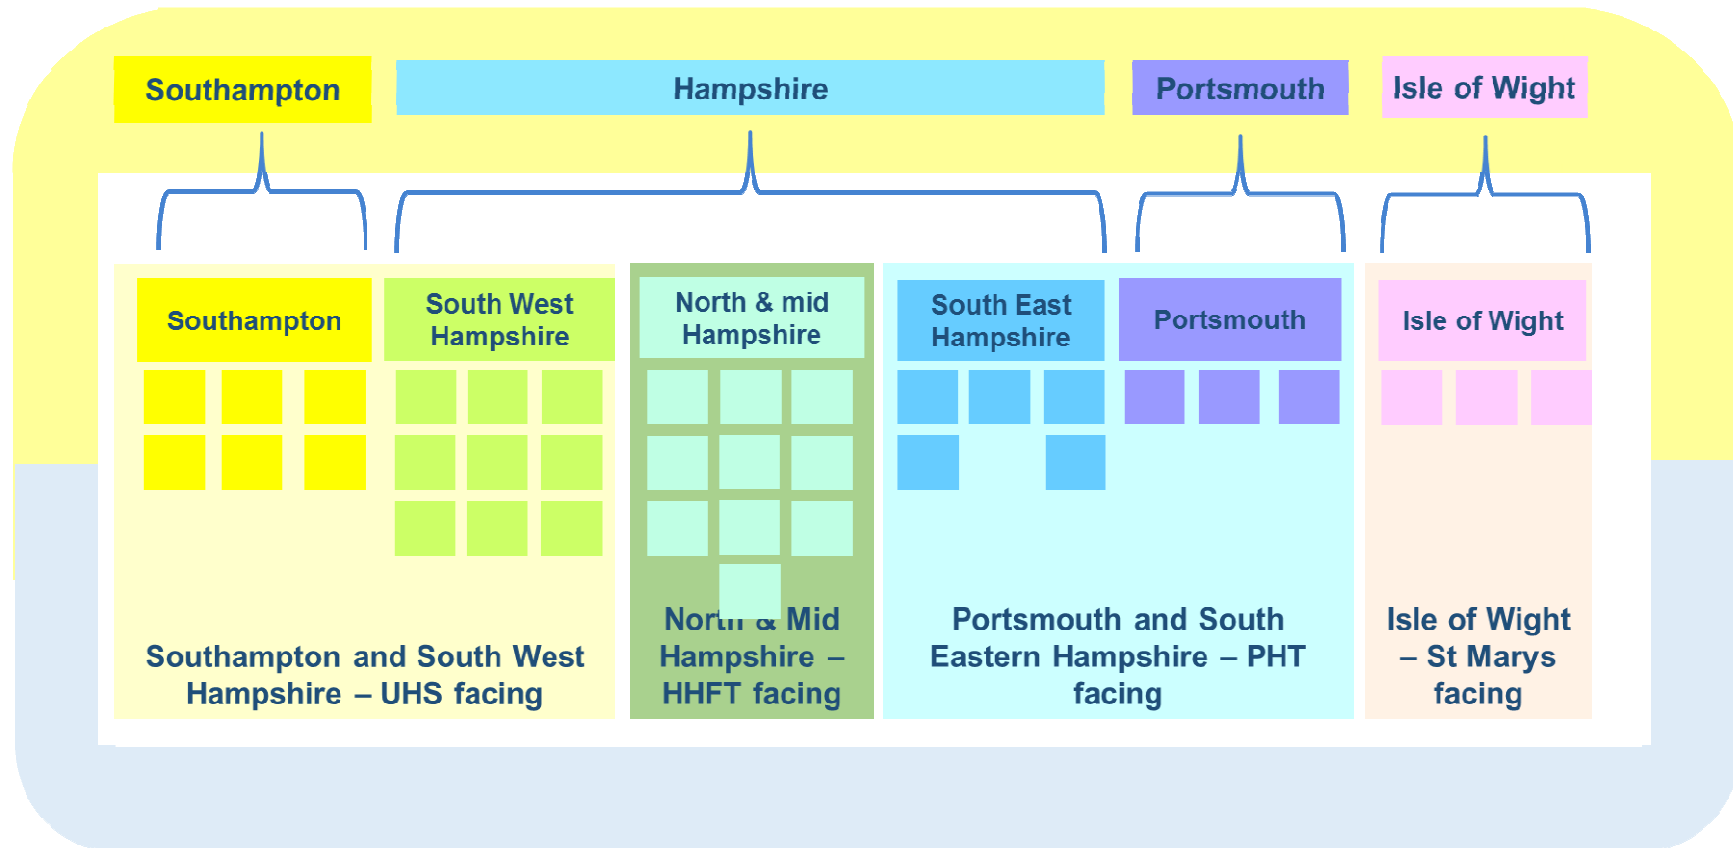 Southampton
Hampshire
Portsmouth
Isle of Wight
Southampton
South West
Hampshire
North & mid
Hampshire
South East
Hampshire
Portsmouth
Isle of Wight
Southampton and South West
Hampshire – UHS facing
North & Mid
Hampshire –
HHFT facing
Portsmouth and South
Eastern Hampshire – PHT
facing
Isle of Wight
– St Marys
facing